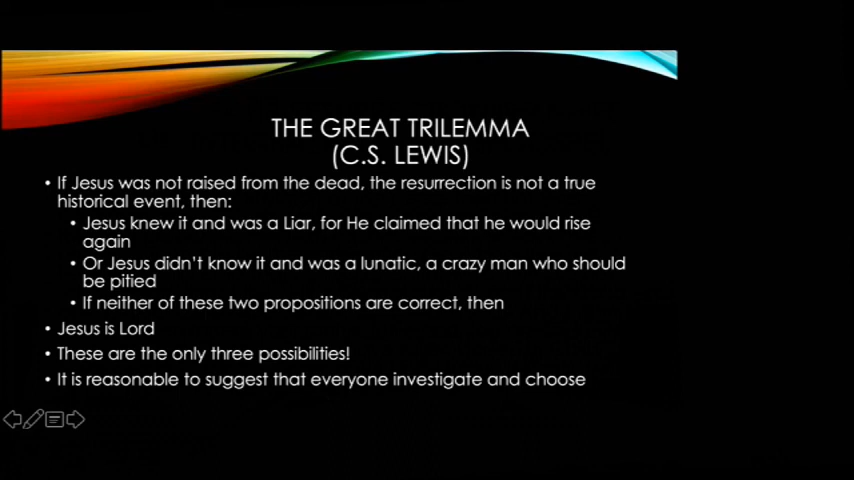 THE GREAT TRILEMMA
(C.S. LEWIS)
• If Jesus was not raised from the dead, the resurrection is not a true
historical event, then:
• Jesus knew it and was a Liar, for He claimed that he would rise
again
• Or Jesus didn't know it and was a lunatic, a crazy man who should
be pitied
• If neither of these two propositions are correct, then
• Jesus is Lord
• These are the only three possibilities!
• It is reasonable to suggest that everyone investigate and choose